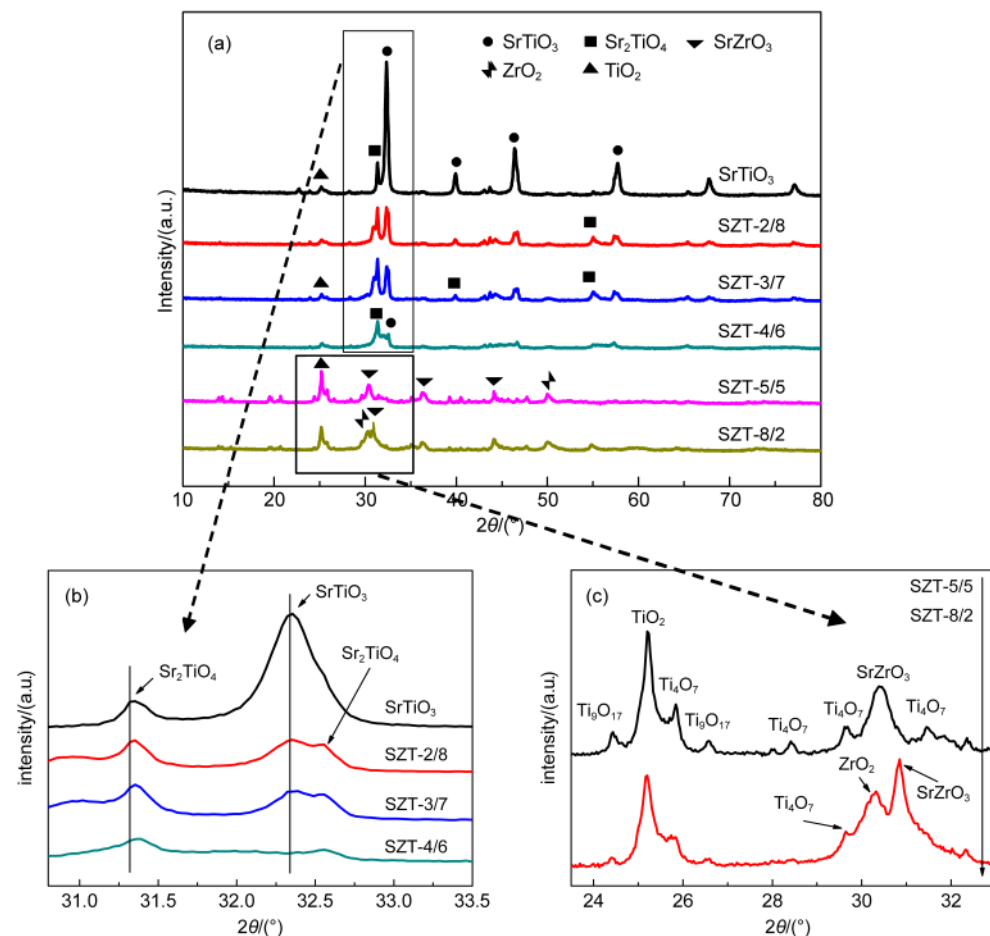 (a)
SrTiO3 Sr2TiO4 SrZrO3
ZrO2 TiO2
SrTiO3
SZT-2/8
SZT-3/7
SZT-4/6
SZT-5/5
SZT-8/2
Intensity/(a.u.)
10 20 30 40 50 60 70 80
2θ/(°)
(b)
SrTiO3
Sr2TiO4
Sr2TiO4
SrTiO3
SZT-2/8
SZT-3/7
SZT-4/6
intensity/(a.u.)
31.0 31.5 32.0 32.5 33.0 33.5
2θ/(°)
(c)
SZT-5/5
SZT-8/2
TiO2
Ti9O17
Ti4O7
Ti9O17
Ti4O7
Ti4O7
SrZrO3
Ti4O7
Ti4O7
ZrO2
SrZrO3
intensity/(a.u.)
24 26 28 30 32
2θ/(°)